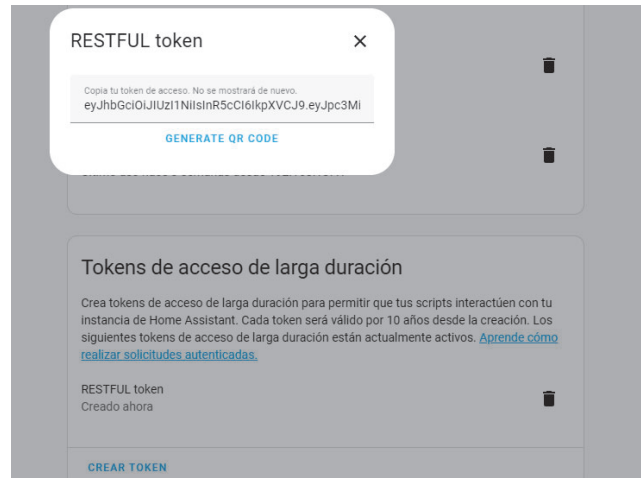 RESTFUL token
Copia tu token de acceso. No se mostrará de nuevo.
eyJhbGciOiJIUzI1NiIsInR5cCI6IkpXVCJ9.eyJpc3Mi
GENERATE QR CODE
Tokens de acceso de larga duración
Crea tokens de acceso de larga duración para permitir que tus scripts interactúen con tu
instancia de Home Assistant. Cada token será válido por 10 años desde la creación. Los
siguientes tokens de acceso de larga duración están actualmente activos. Aprende cómo
realizar solicitudes autenticadas.
RESTFUL token
Creado ahora
CREAR TOKEN